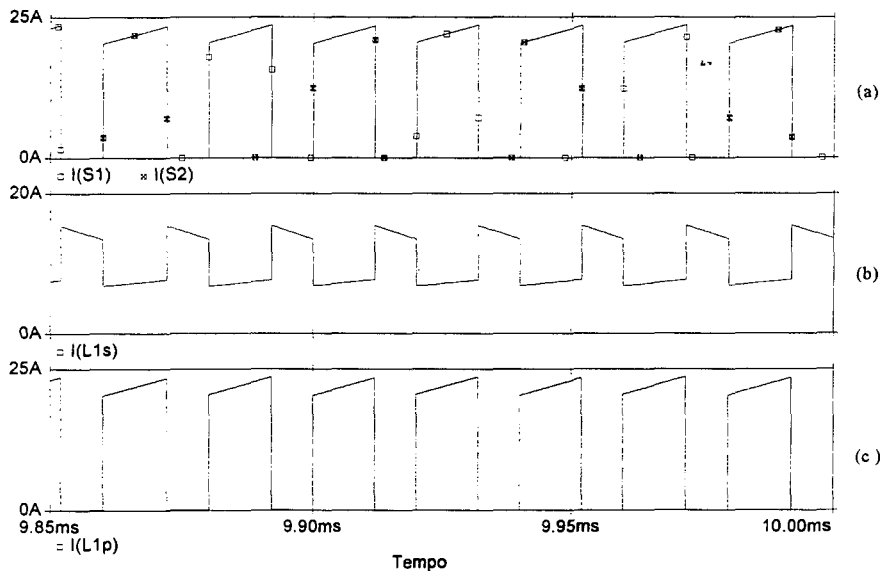 25A
(a)
0A
I(S1) I(S2)
20A
(b)
0A
I(L1s)
25A
(c )
0A
9.85ms 9.90ms 9.95ms 10.00ms
I(L1p)
Tempo